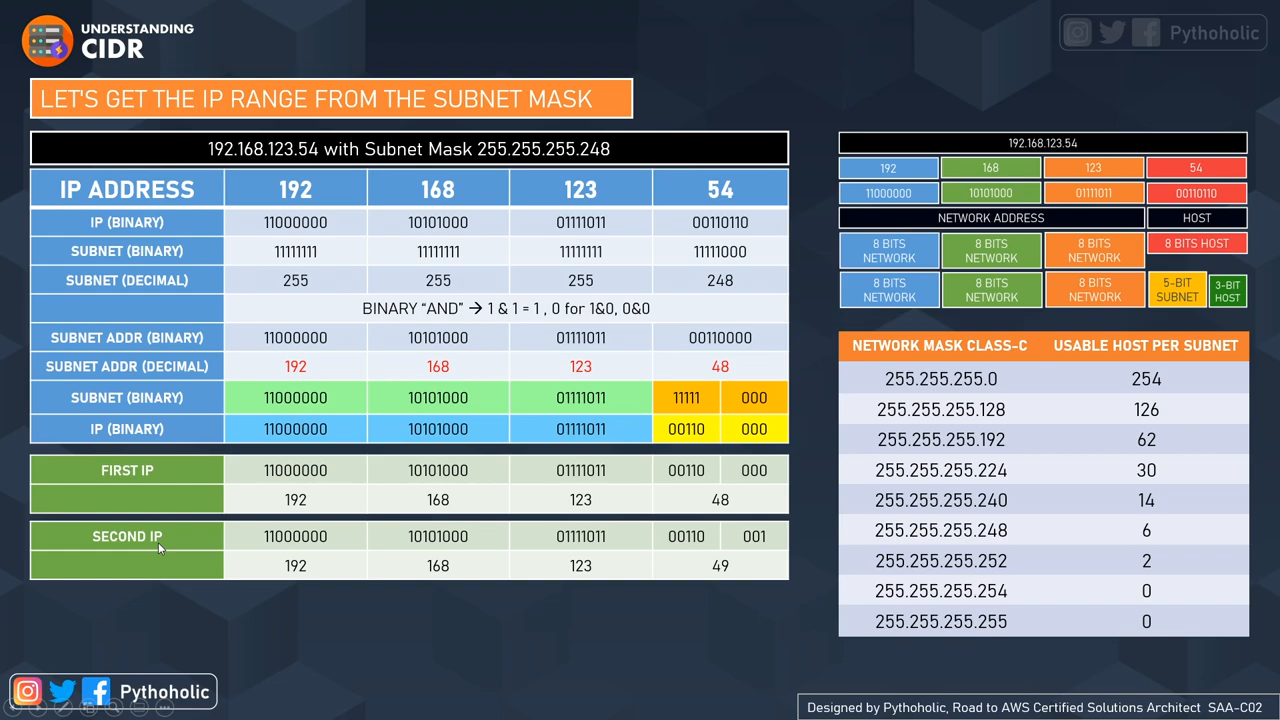 UNDERSTANDING
CIDR
Pythoholic
LET'S GET THE IP RANGE FROM THE SUBNET MASK
192.168.123.54 with Subnet Mask 255.255.255.248
IP ADDRESS 192 168 123 54
IP (BINARY) 11000000 10101000 01111011 00110110
SUBNET (BINARY) 11111111 11111111 11111111 11111000
SUBNET (DECIMAL) 255 255 255 248
BINARY “AND” → 1 & 1 = 1 , 0 for 1&0, 0&0
SUBNET ADDR (BINARY) 11000000 10101000 01111011 00110000
SUBNET ADDR (DECIMAL) 192 168 123 48
SUBNET (BINARY) 11000000 10101000 01111011 11111 000
IP (BINARY) 11000000 10101000 01111011 00110 000
FIRST IP 11000000 10101000 01111011 00110 000
192 168 123 48
SECOND IP 11000000 10101000 01111011 00110 001
192 168 123 49
192.168.123.54
192 168 123 54
11000000 10101000 01111011 00110110
NETWORK ADDRESS HOST
8 BITS NETWORK 8 BITS NETWORK 8 BITS NETWORK 8 BITS HOST
8 BITS NETWORK 8 BITS NETWORK 8 BITS NETWORK 5-BIT SUBNET 3-BIT HOST
NETWORK MASK CLASS-C USABLE HOST PER SUBNET
255.255.255.0 254
255.255.255.128 126
255.255.255.192 62
255.255.255.224 30
255.255.255.240 14
255.255.255.248 6
255.255.255.252 2
255.255.255.254 0
255.255.255.255 0
Pythoholic
Designed by Pythoholic, Road to AWS Certified Solutions Architect SAA-C02